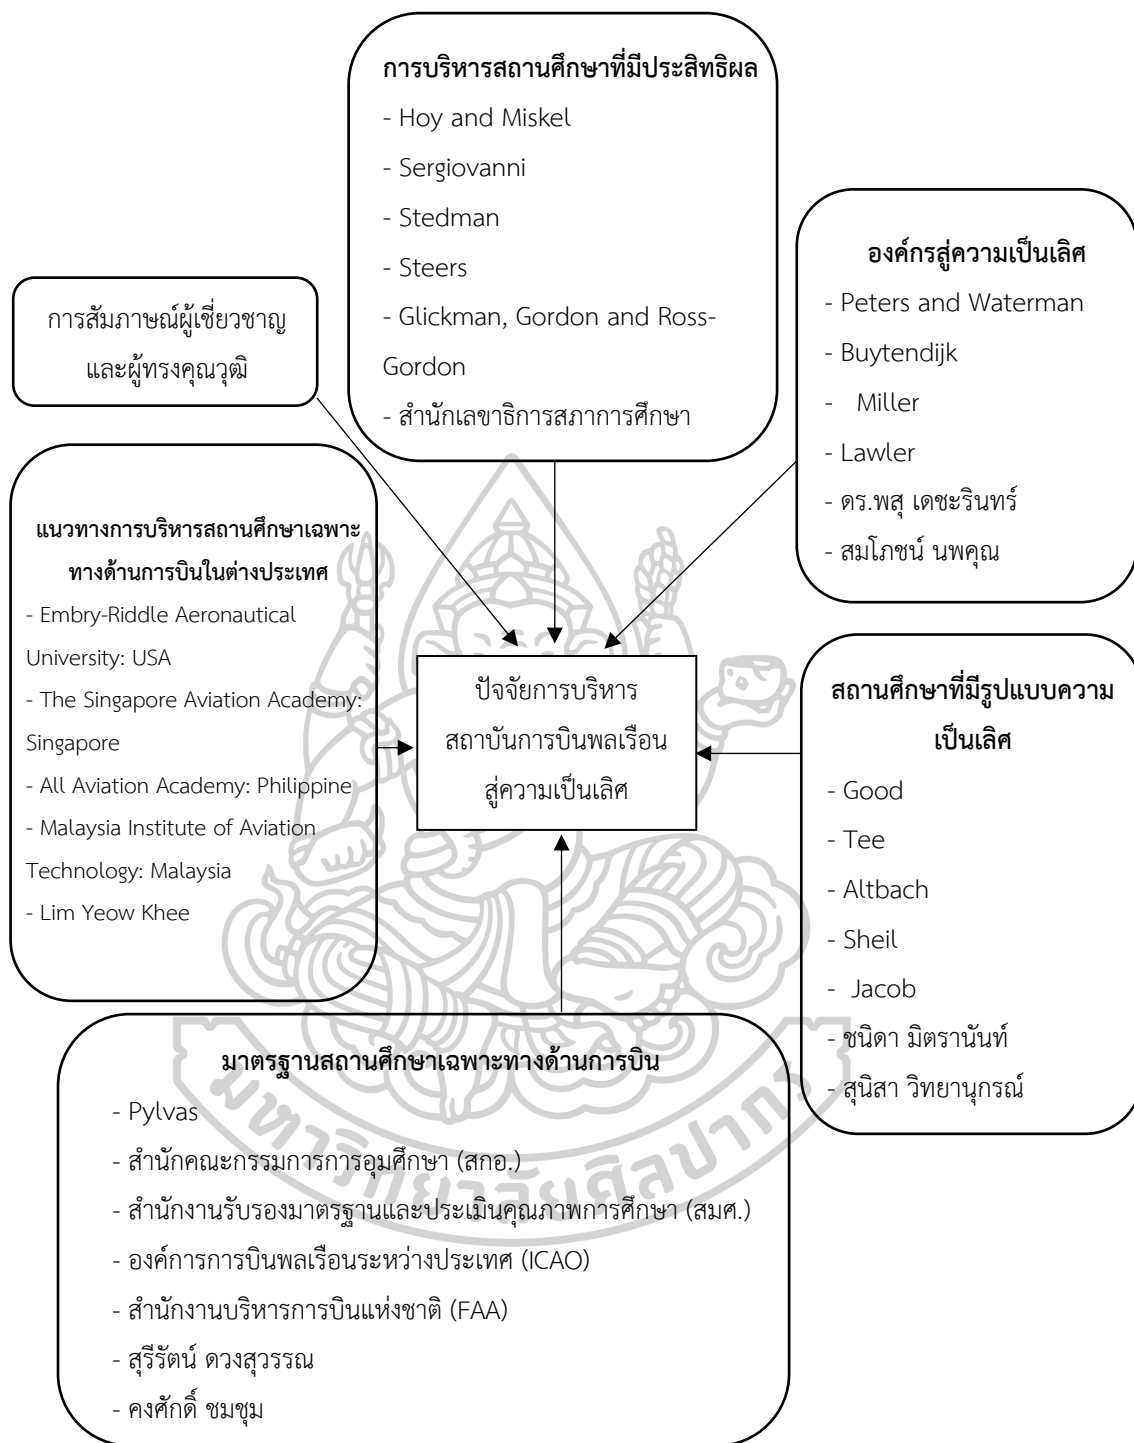 การบริหารสถานศึกษาที่มีประสิทธิผล
- Hoy and Miskel
- Sergiovanni
- Stedman
- Steers
- Glickman, Gordon and Ross-
Gordon
- สำนักเลขาธิการสภาการศึกษา
องค์กรสู่ความเป็นเลิศ
- Peters and Waterman
- Buytendijk
- Miller
- Lawler
- ดร.พสุ เดชะรินทร์
- สมโภชน์ นพคุณ
การสัมภาษณ์ผู้เชี่ยวชาญ
และผู้ทรงคุณวุฒิ
แนวทางการบริหารสถานศึกษาเฉพาะ
ทางด้านการบินในต่างประเทศ
- Embry-Riddle Aeronautical
University: USA
- The Singapore Aviation Academy:
Singapore
- All Aviation Academy: Philippine
- Malaysia Institute of Aviation
Technology: Malaysia
- Lim Yeow Khee
ปัจจัยการบริหาร
สถาบันการบินพลเรือน
สู่ความเป็นเลิศ
สถานศึกษาที่มีรูปแบบความ
เป็นเลิศ
- Good
- Tee
- Altbach
- Sheil
- Jacob
- ชนิดา มิตรานันท์
- สุนิสา วิทยานุกรณ์
มาตรฐานสถานศึกษาเฉพาะทางด้านการบิน
- Pylvas
- สำนักคณะกรรมการการอุมศึกษา (สกอ.)
- สำนักงานรับรองมาตรฐานและประเมินคุณภาพการศึกษา (สมศ.)
- องค์การการบินพลเรือนระหว่างประเทศ (ICAO)
- สำนักงานบริหารการบินแห่งชาติ (FAA)
- สุรีรัตน์ ดวงสุวรรณ
- คงศักดิ์ ชมชุม
มหาวิทยาลัยศิลปากร